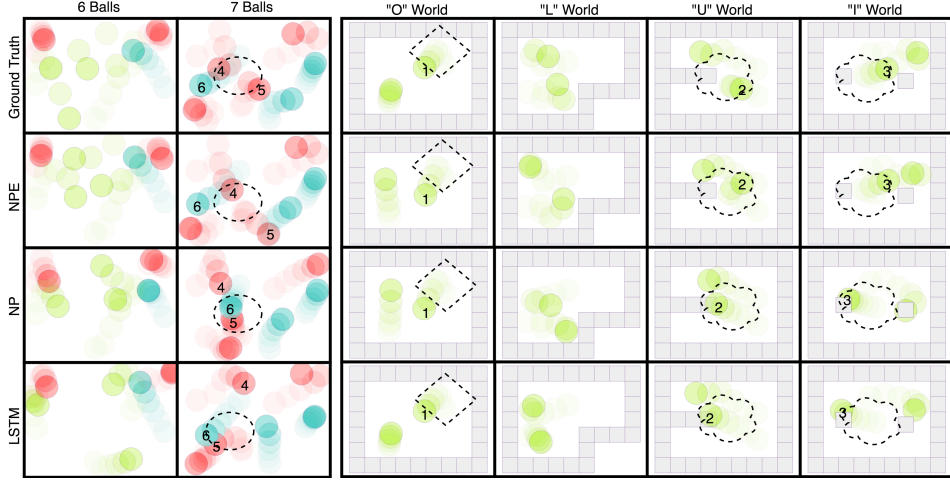 6 Balls 7 Balls "O" World "L" World "U" World "I" World
Ground Truth
4 6 5 1 2 3
NPE
4 6 5 1 2 3
NP
4 6 5 1 2 3
LSTM
4 6 5 1 2 3